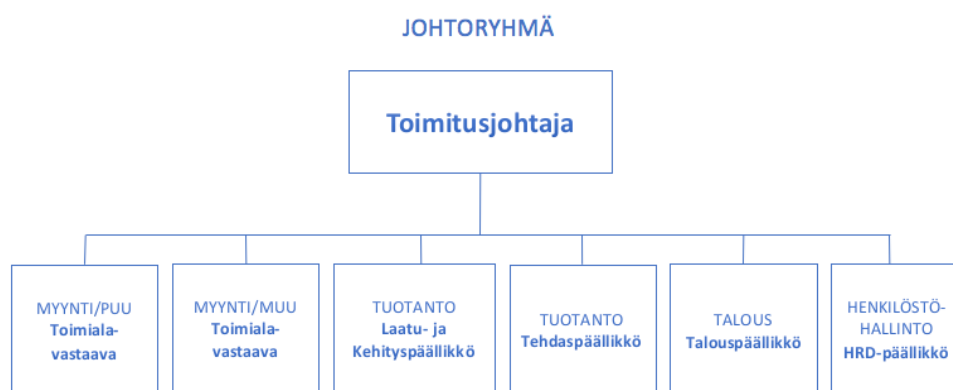 JOHTORYHMÄ
Toimitusjohtaja
MYYNTI/PUU
Toimiala-
vastaava
MYYNTI/MUU
Toimiala-
vastaava
TUOTANTO
Laatu- ja
Kehityspäällikkö
TUOTANTO
Tehdaspäällikkö
TALOUS
Talouspäällikkö
HENKILÖSTÖ-
HALLINTO
HRD-päällikkö